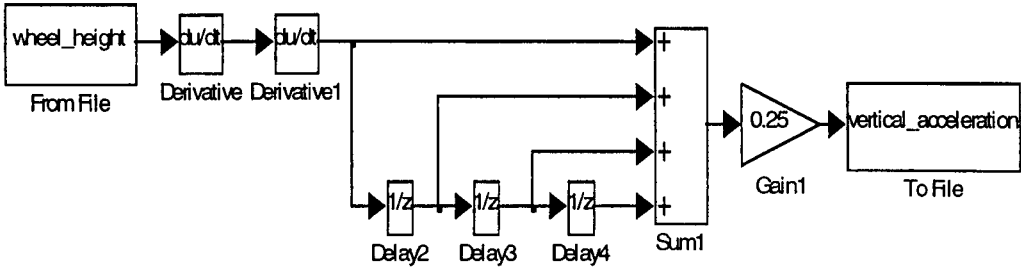 wheel_height
From File
du/dt
Derivative
du/dt
Derivative1
1/z
Delay2
1/z
Delay3
1/z
Delay4
+
+
+
+
Sum1
0.25
Gain1
vertical_acceleration
To File